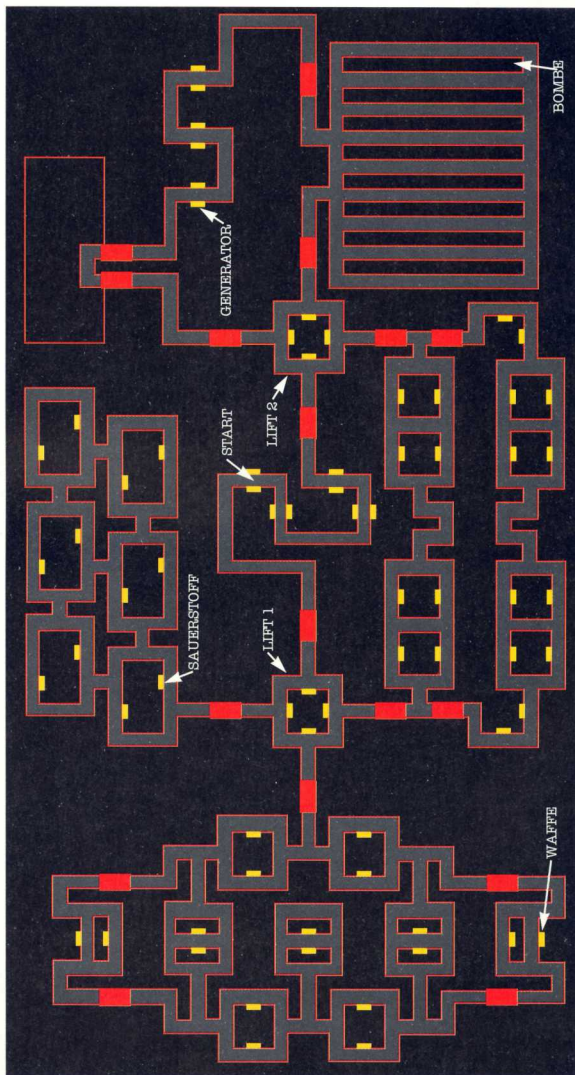 BOMBE
GENERATOR
LIFT 2
START
SAUERSTOFF
LIFT 1
WAFFE